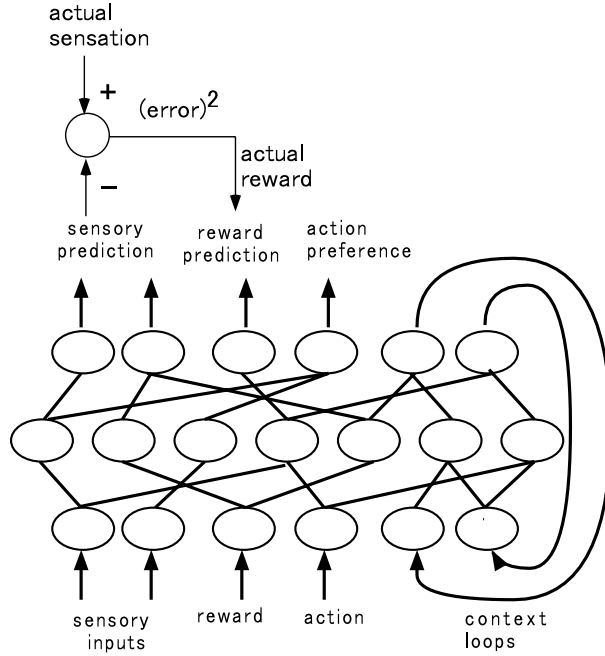 actual
sensation
+
(error)²
actual
reward
−
sensory
prediction
reward
prediction
action
preference
sensory
inputs
reward
action
context
loops